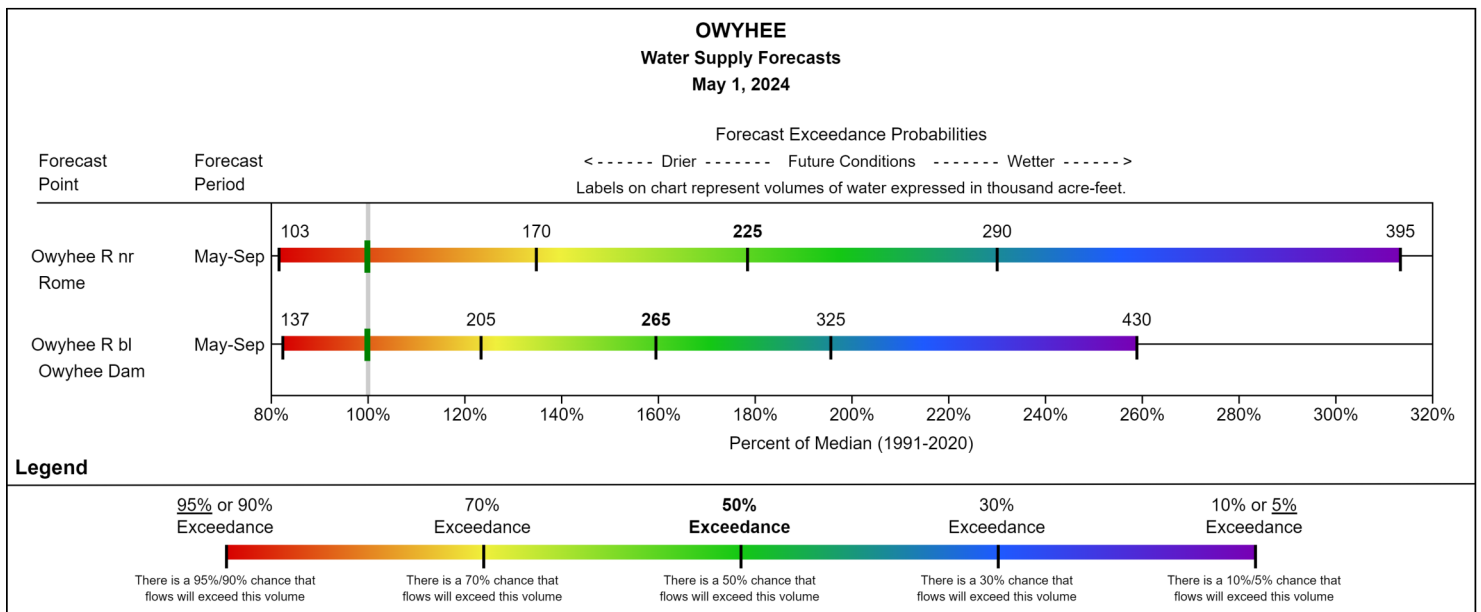 OWYHEE
Water Supply Forecasts
May 1, 2024
Forecast Exceedance Probabilities
Forecast Point
Forecast Period
<------ Drier ------- Future Conditions ------- Wetter ------>
Labels on chart represent volumes of water expressed in thousand acre-feet.
Owyhee R nr
Rome
May-Sep
103 170 225 290 395
Owyhee R bl
Owyhee Dam
May-Sep
137 205 265 325 430
80% 100% 120% 140% 160% 180% 200% 220% 240% 260% 280% 300% 320%
Percent of Median (1991-2020)
Legend
95% or 90%
Exceedance
There is a 95%/90% chance that
flows will exceed this volume
70%
Exceedance
There is a 70% chance that
flows will exceed this volume
50%
Exceedance
There is a 50% chance that
flows will exceed this volume
30%
Exceedance
There is a 30% chance that
flows will exceed this volume
10% or 5%
Exceedance
There is a 10%/5% chance that
flows will exceed this volume